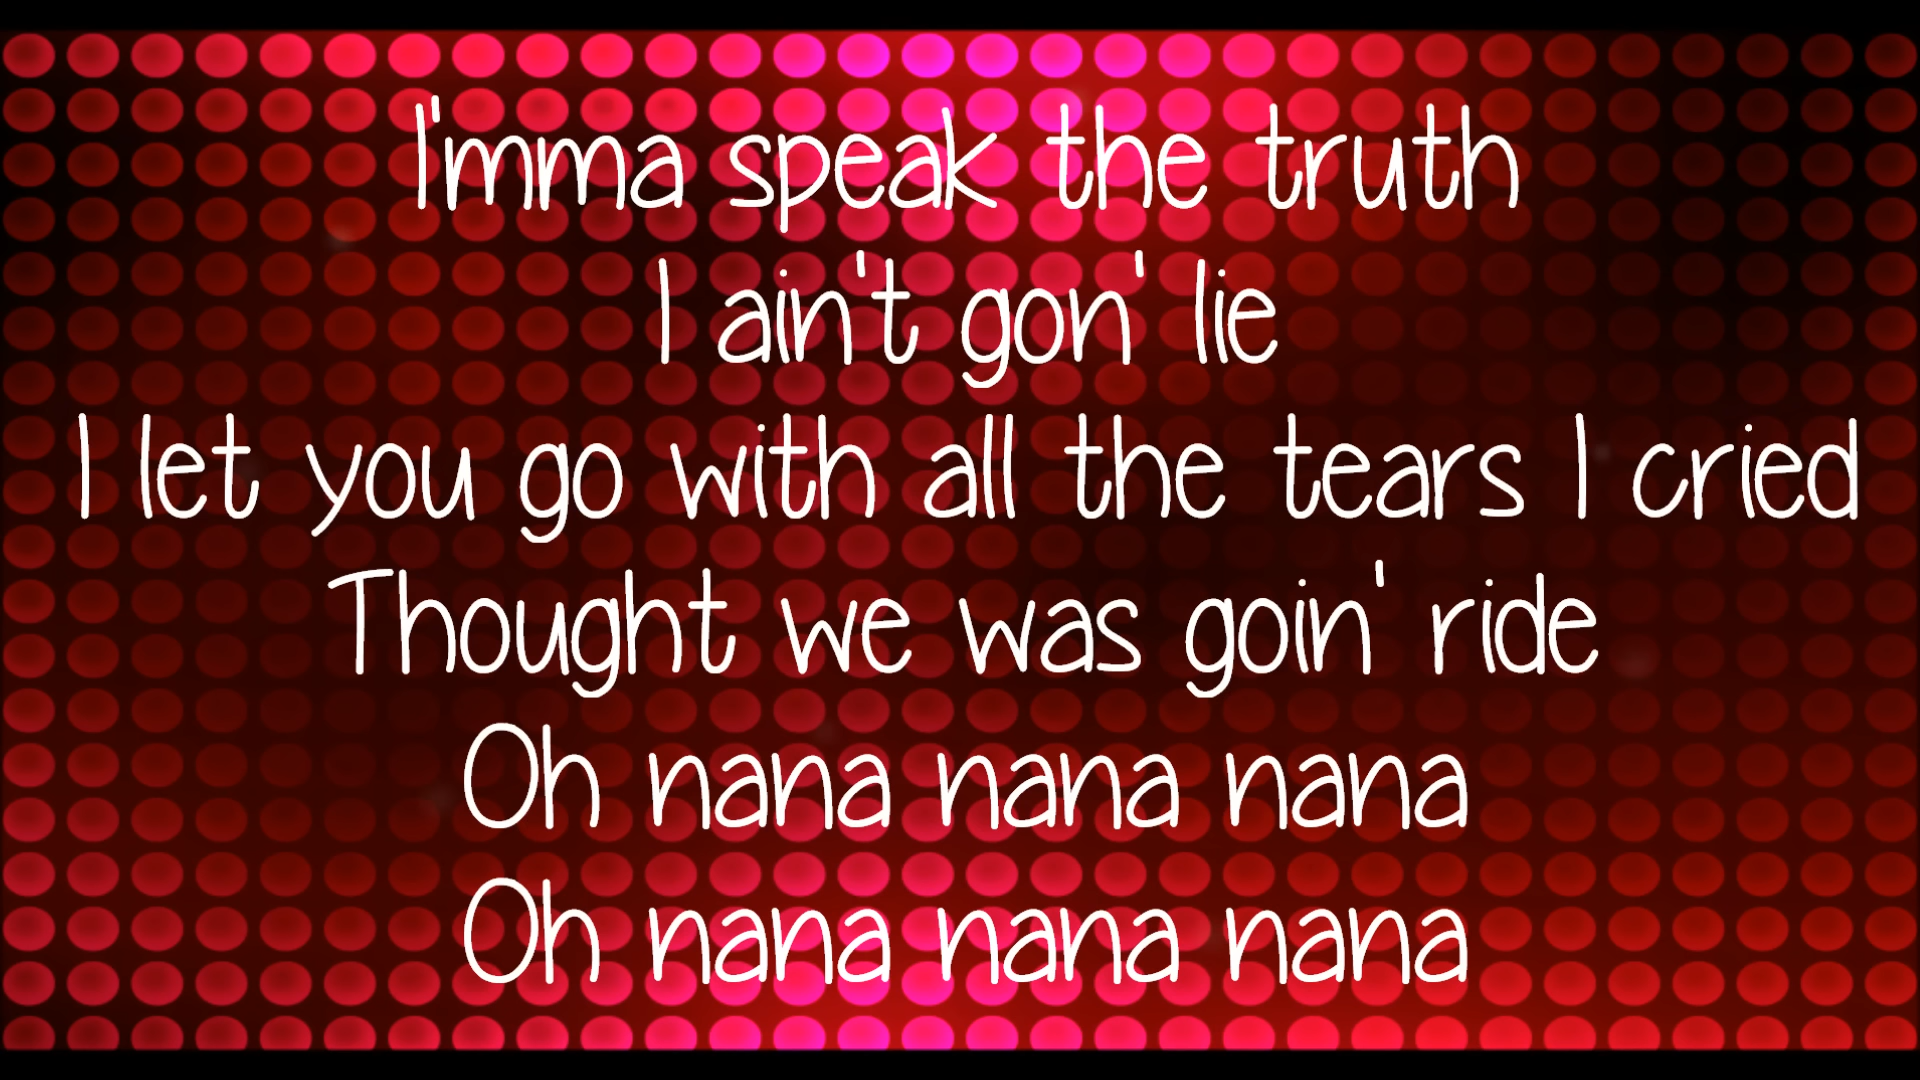 I'mma speak the truth
I ain't gon' lie
I let you go with all the tears I cried
Thought we was goin' ride
Oh nana nana nana
Oh nana nana nana